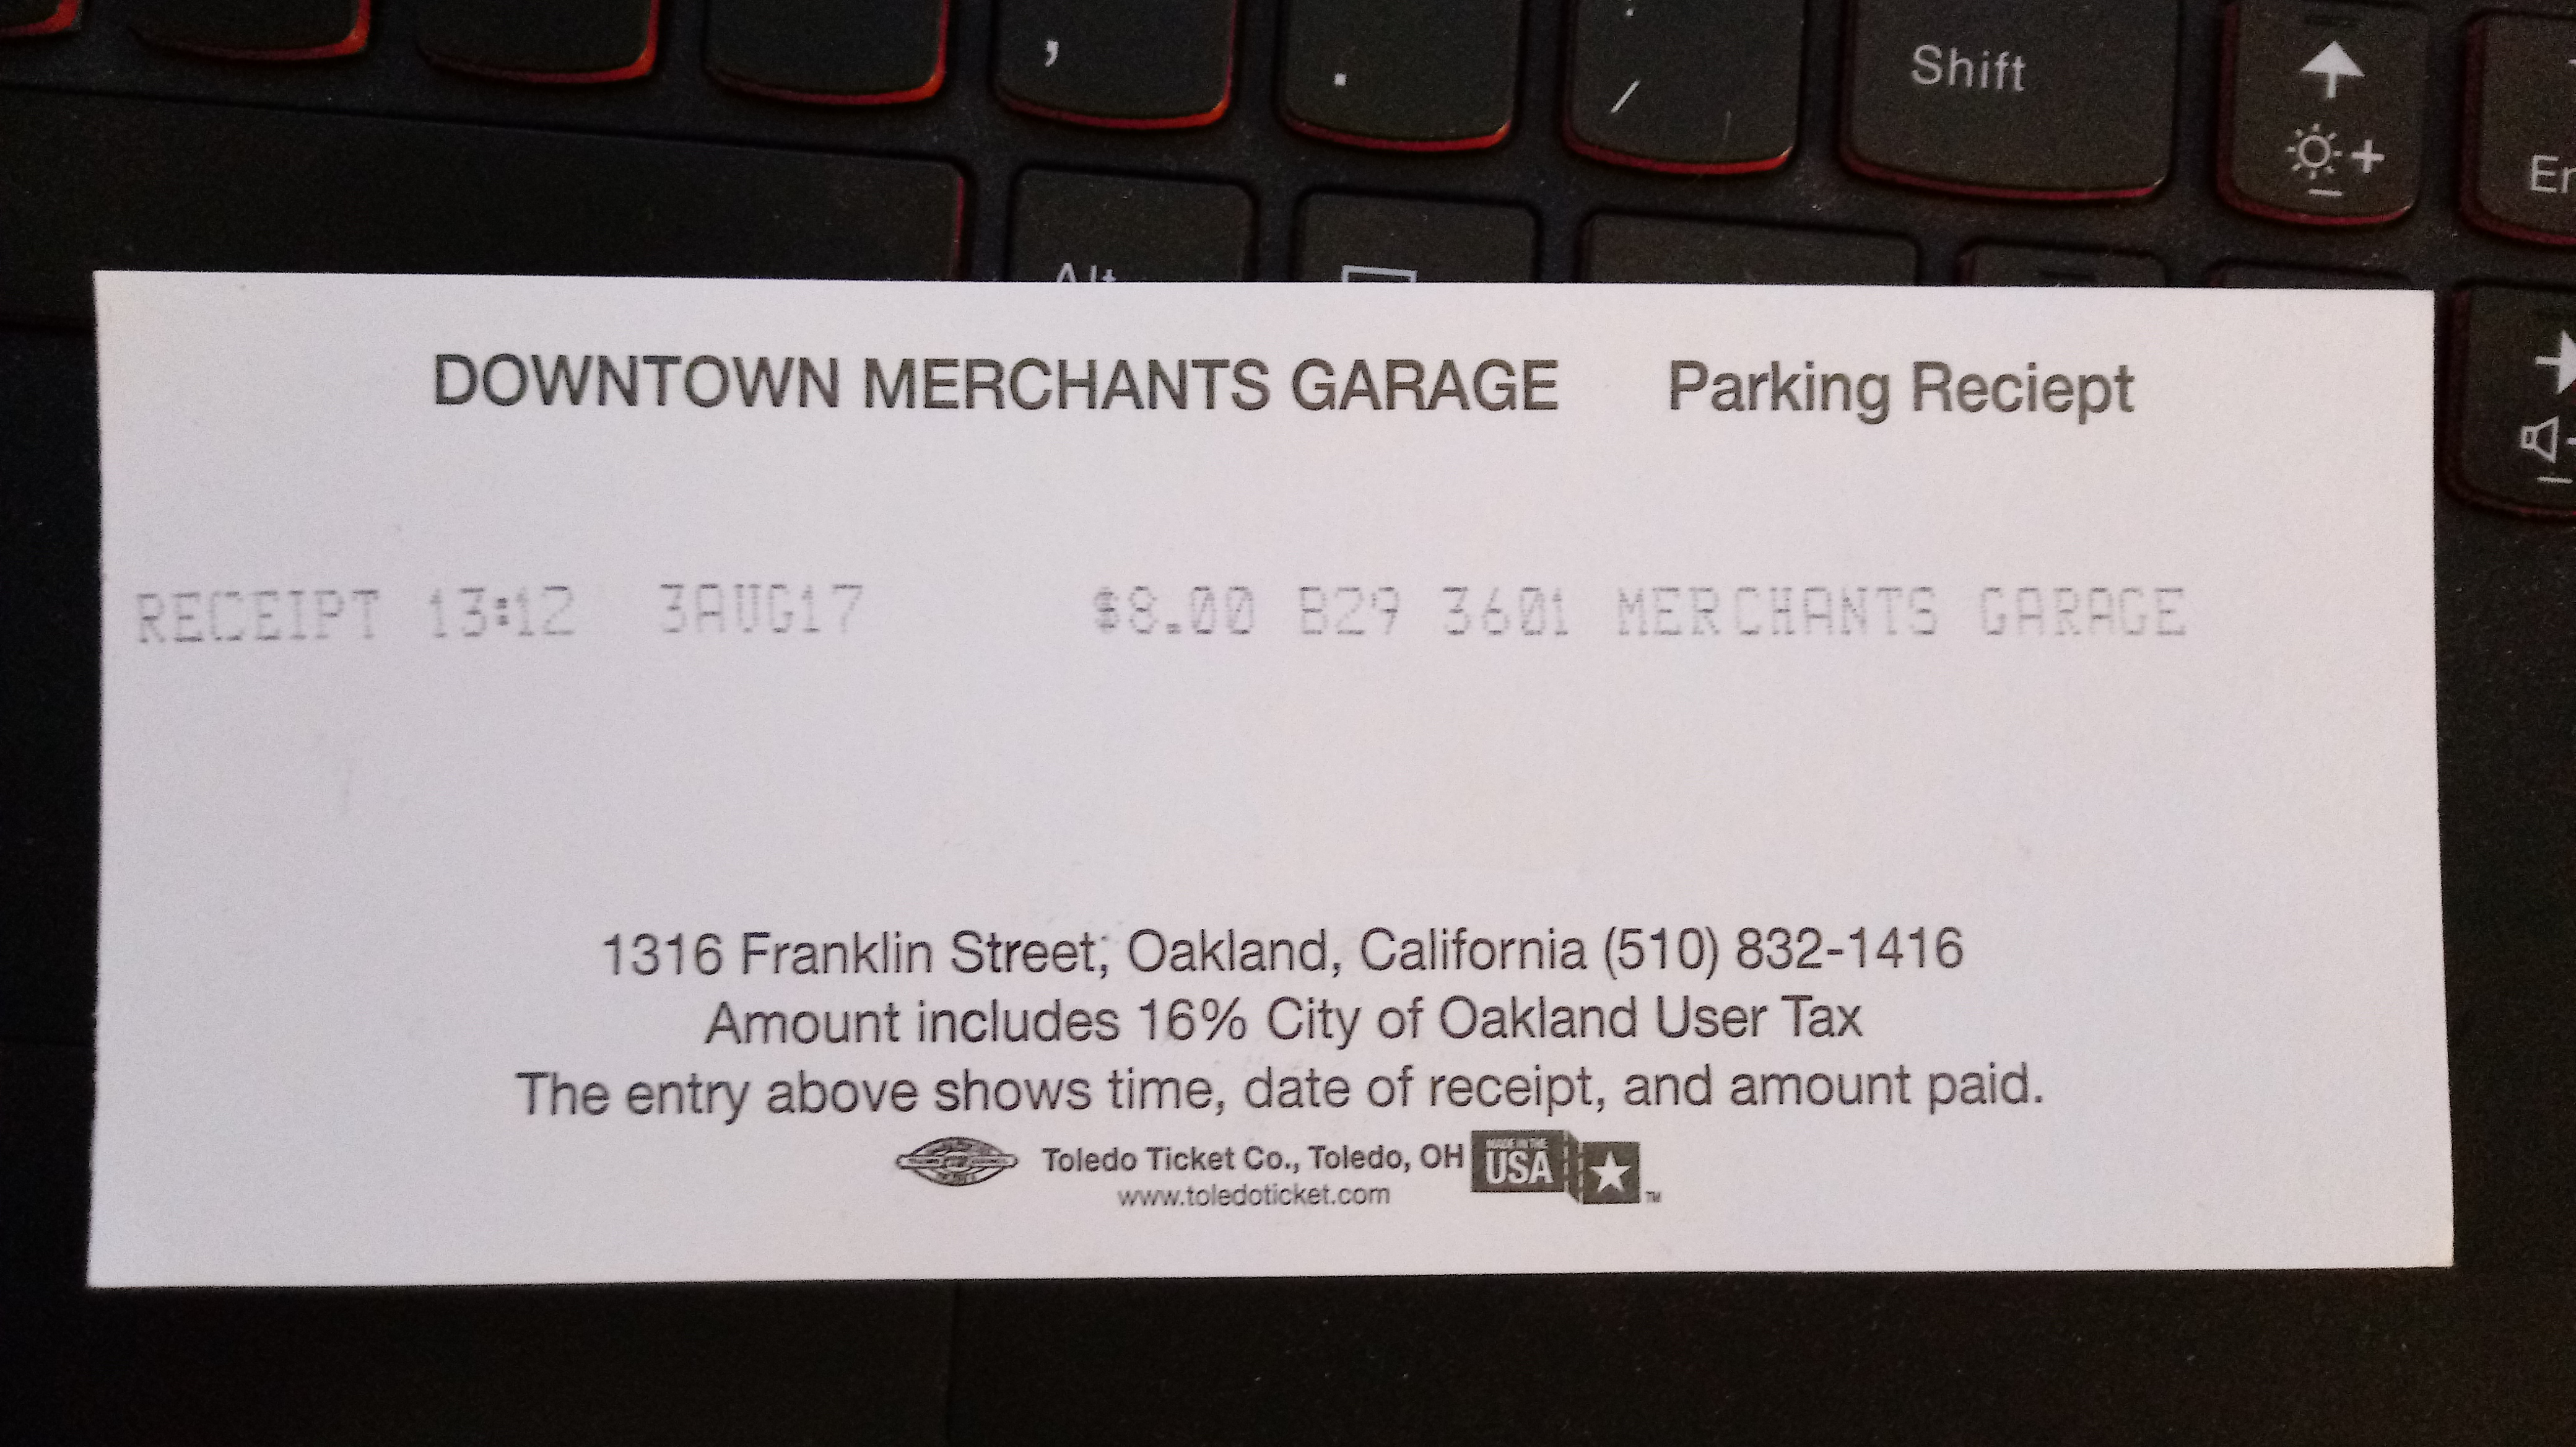 ,
.
/
Shift
Alt
DOWNTOWN MERCHANTS GARAGE Parking Reciept
RECEIPT 13:12 3AUG17 $8.00 B29 3601 MERCHANTS GARAGE
1316 Franklin Street, Oakland, California (510) 832-1416
Amount includes 16% City of Oakland User Tax
The entry above shows time, date of receipt, and amount paid.
Toledo Ticket Co., Toledo, OH MADE IN THE USA TM
www.toledoticket.com